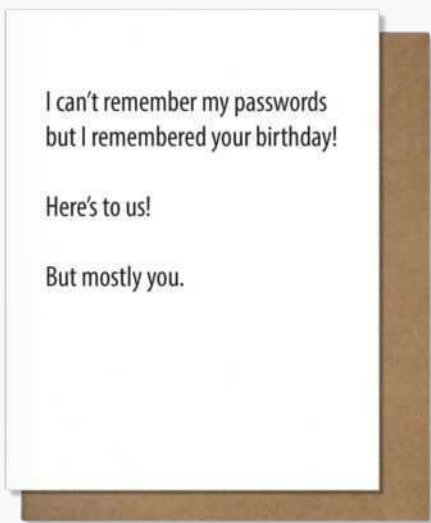 I can't remember my passwords
but I remembered your birthday!
Here's to us!
But mostly you.